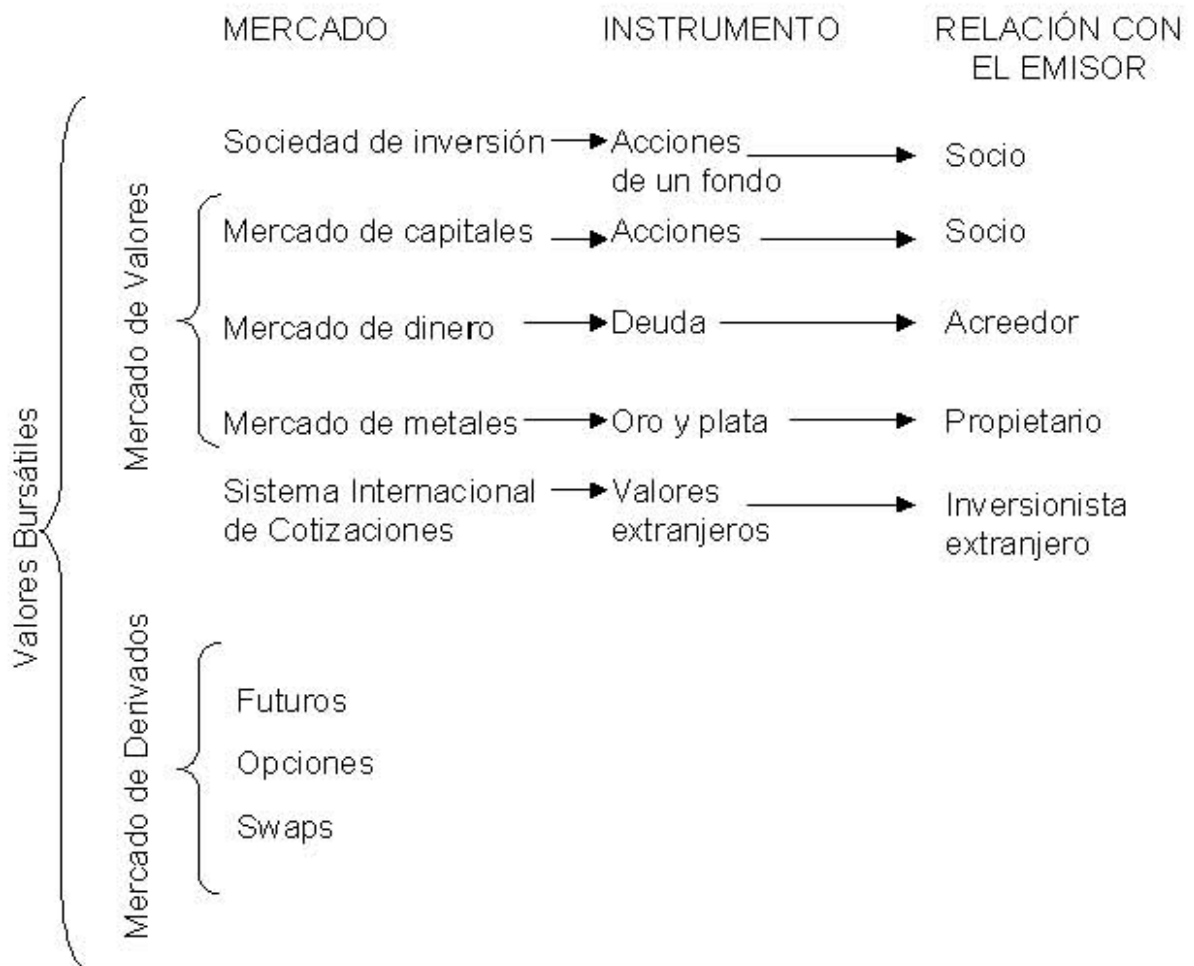 MERCADO
INSTRUMENTO
RELACIÓN CON
EL EMISOR
Valores Bursátiles
Mercado de Valores
Sociedad de inversión
Acciones
de un fondo
Socio
Mercado de capitales
Acciones
Socio
Mercado de dinero
Deuda
Acreedor
Mercado de metales
Oro y plata
Propietario
Sistema Internacional
de Cotizaciones
Valores
extranjeros
Inversionista
extranjero
Mercado de Derivados
Futuros
Opciones
Swaps